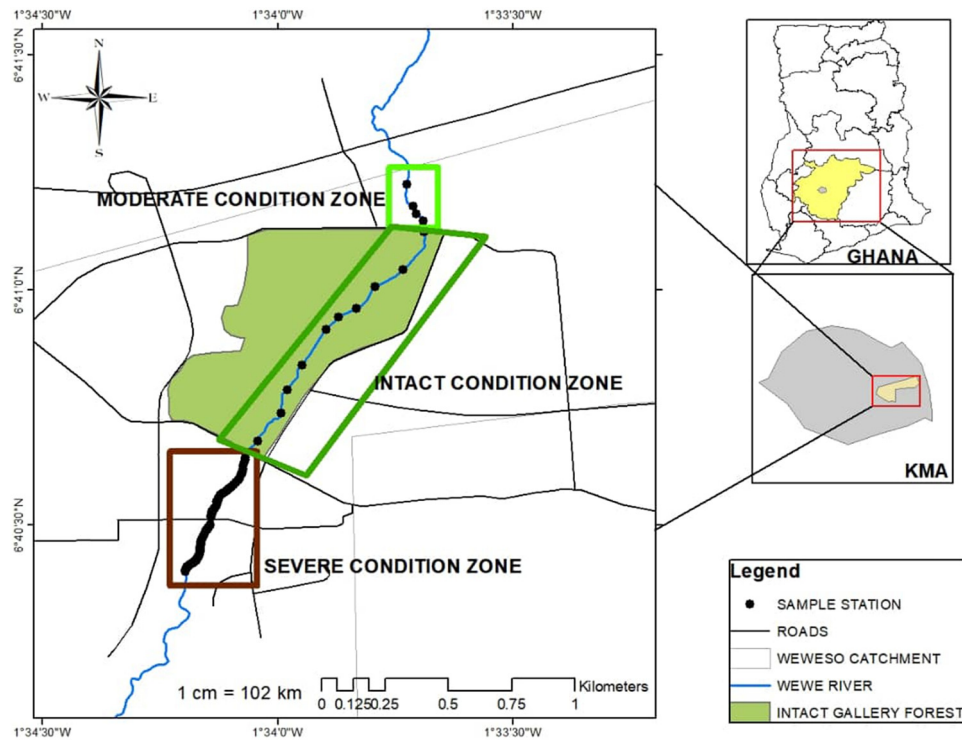 1°34'30"W 1°34'0"W 1°33'30"W
6°41'30"N
N
W E
S
MODERATE CONDITION ZONE
6°41'0"N
INTACT CONDITION ZONE
6°40'30"N
SEVERE CONDITION ZONE
1 cm = 102 km
Kilometers
0 0.125 0.25 0.5 0.75 1
1°34'30"W 1°34'0"W 1°33'30"W
GHANA
KMA
Legend
SAMPLE STATION
ROADS
WEWESO CATCHMENT
WEWE RIVER
INTACT GALLERY FOREST